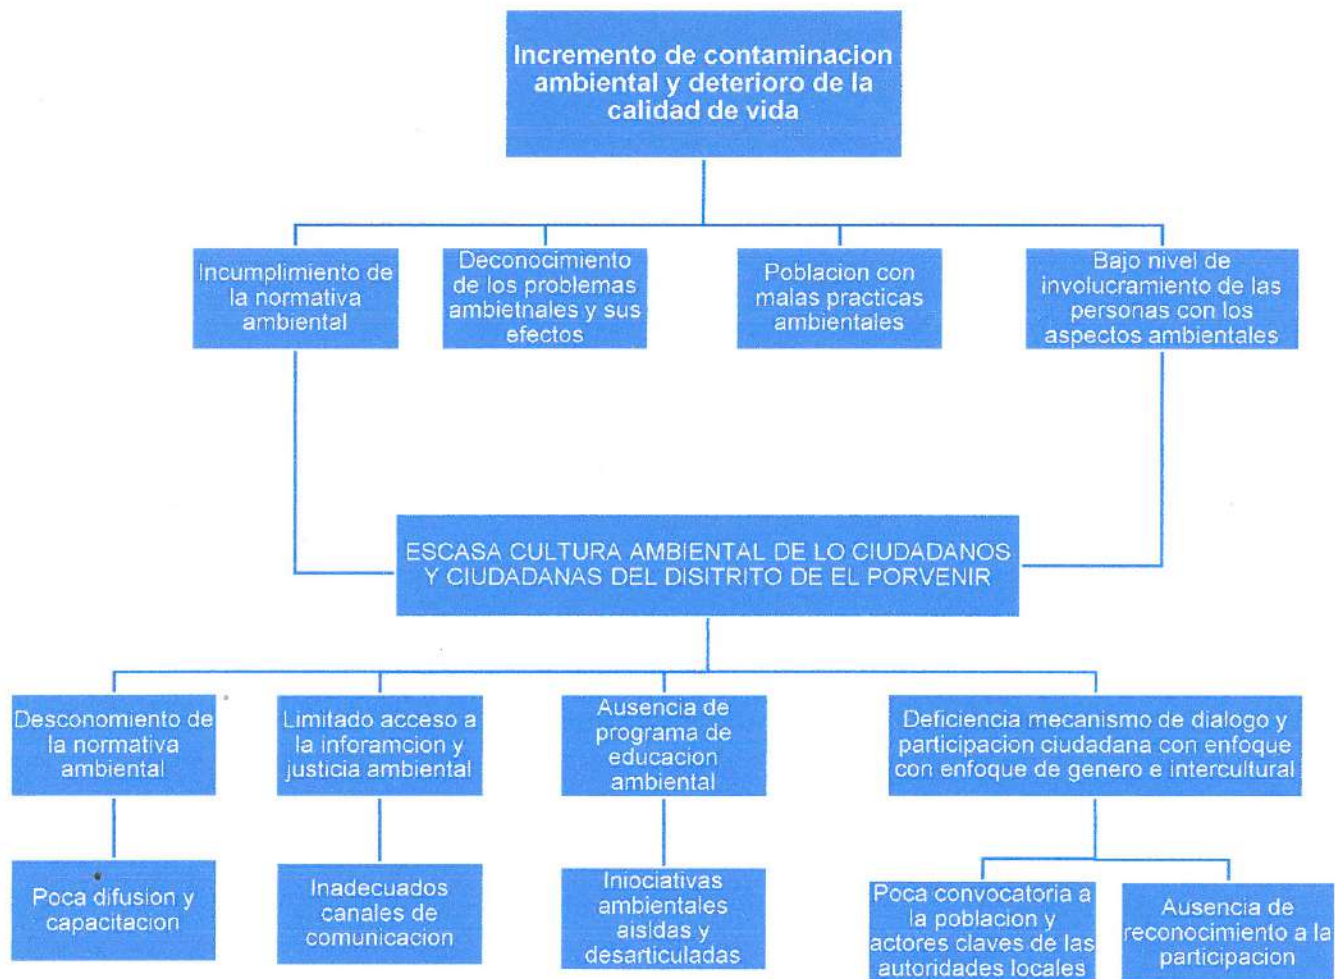 Incremento de contaminacion
ambiental y deterioro de la
calidad de vida
Incumplimiento de
la normativa
ambiental
Deconocimiento
de los problemas
ambietnales y sus
efectos
Poblacion con
malas practicas
ambientales
Bajo nivel de
involucramiento de las
personas con los
aspectos ambientales
ESCASA CULTURA AMBIENTAL DE LO CIUDADANOS
Y CIUDADANAS DEL DISITRITO DE EL PORVENIR
Desconomiento de
la normativa
ambiental
Limitado acceso a
la inforamcion y
justicia ambiental
Ausencia de
programa de
educacion
ambiental
Deficiencia mecanismo de dialogo y
participacion ciudadana con enfoque
con enfoque de genero e intercultural
Poca difusion y
capacitacion
Inadecuados
canales de
comunicacion
Iniociativas
ambientales
aisldas y
desarticuladas
Poca convocatoria a
la poblacion y
actores claves de las
autoridades locales
Ausencia de
reconocimiento a la
participacion